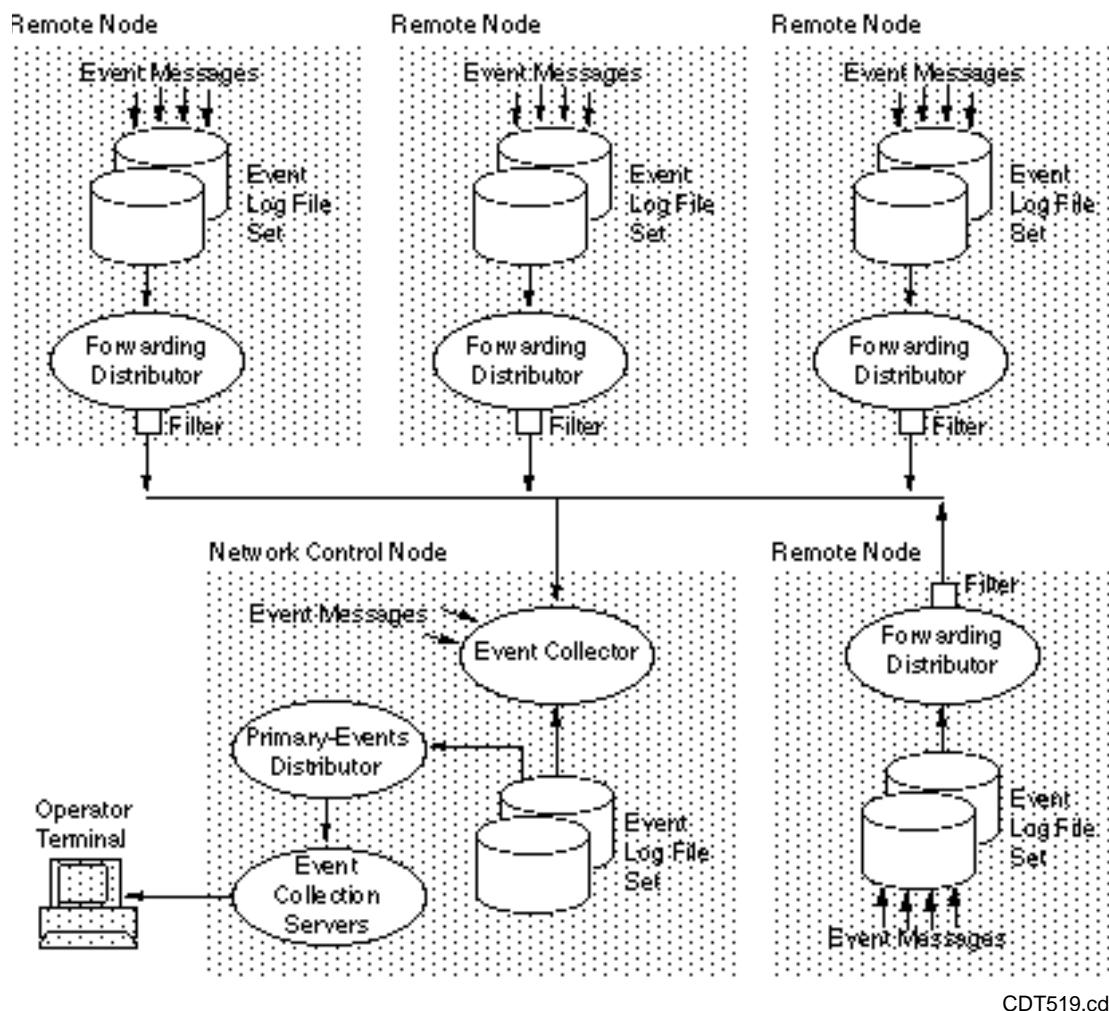 Remote Node
Remote Node
Remote Node
Event Messages
Event Messages
Event Messages
Event
Log File
Set
Event
Log File
Set
Event
Log File
Set
Forwarding
Distributor
Forwarding
Distributor
Forwarding
Distributor
Filter
Filter
Filter
Network Control Node
Remote Node
Event Messages
Event Collector
Filter
Forwarding
Distributor
Primary-Events
Distributor
Operator
Terminal
Event
Log File
Set
Event
Log File
Set
Event
Collection
Servers
Event Messages
CDT519.cd